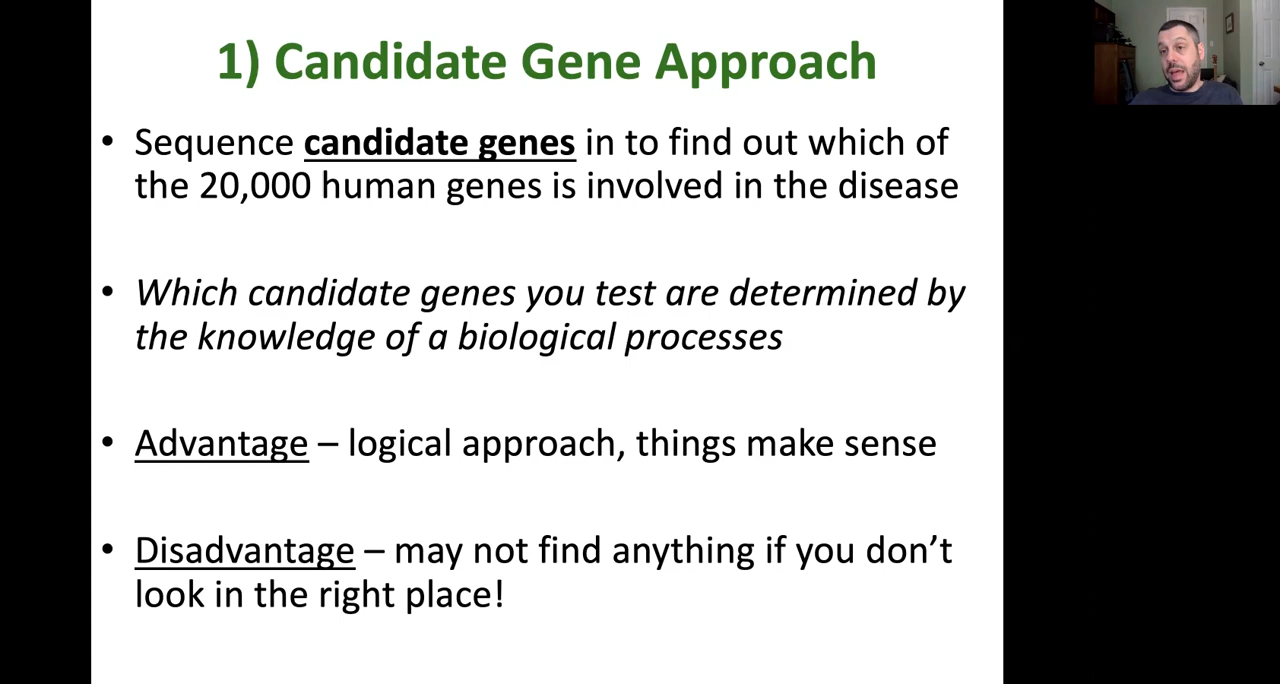 1) Candidate Gene Approach
• Sequence candidate genes in to find out which of
the 20,000 human genes is involved in the disease
• Which candidate genes you test are determined by
the knowledge of a biological processes
• Advantage – logical approach, things make sense
• Disadvantage – may not find anything if you don’t
look in the right place!